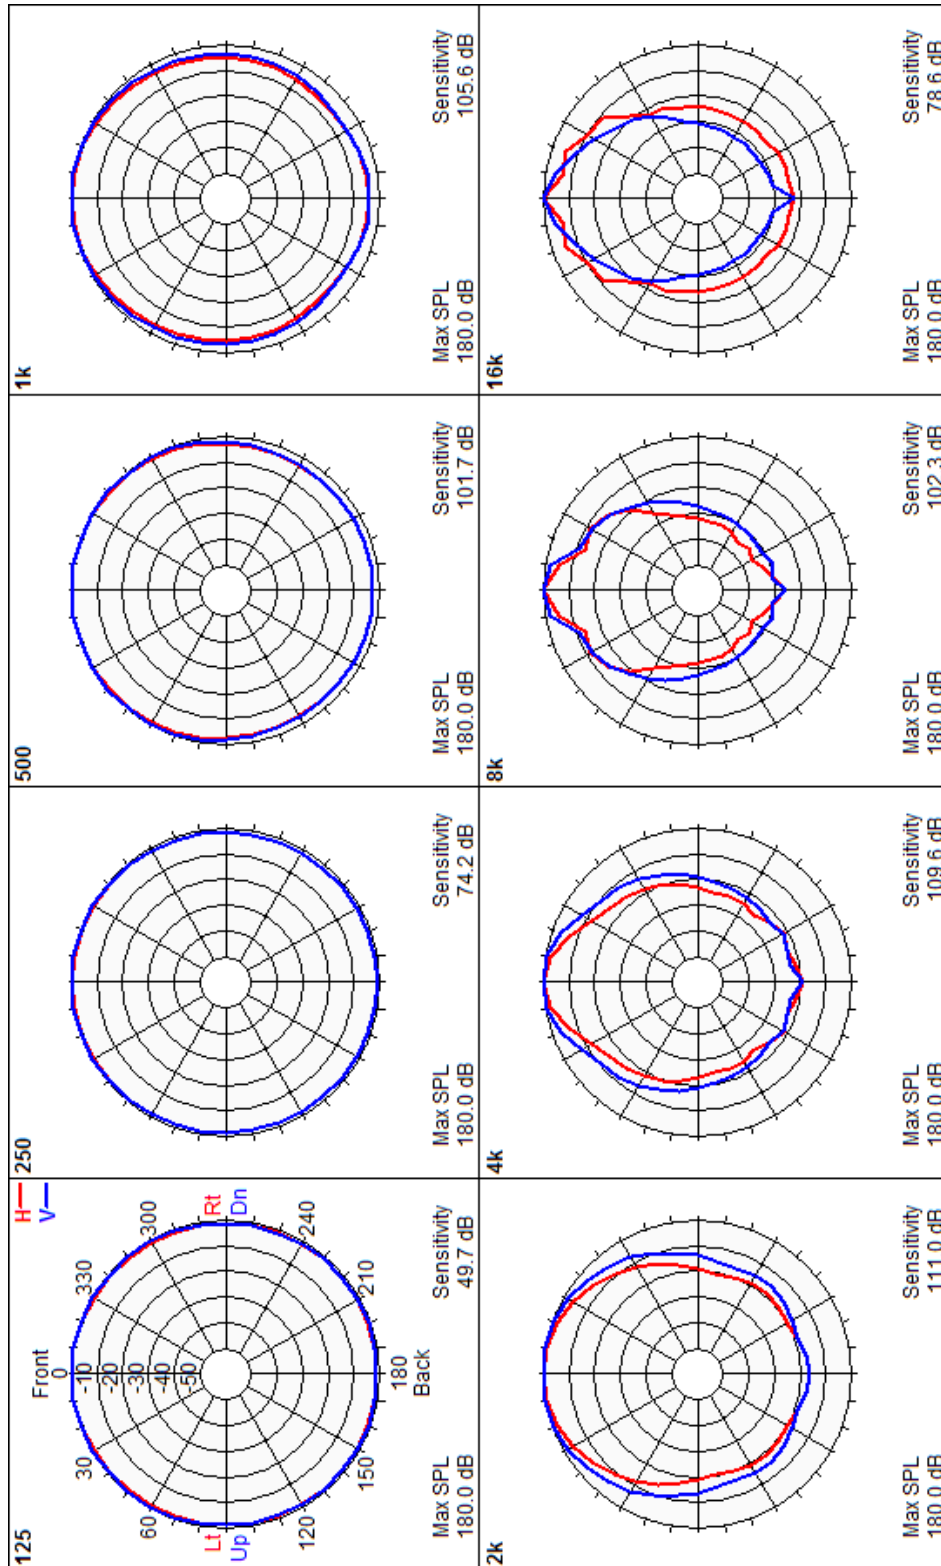 125
H
V
Front
0
-10
-20
-30
-40
-50
30
60
Lt
Up
120
150
180
Back
210
240
Rt
Dn
300
330
Max SPL
180.0 dB
Sensitivity
49.7 dB
250
Max SPL
180.0 dB
Sensitivity
74.2 dB
500
Max SPL
180.0 dB
Sensitivity
101.7 dB
1k
Max SPL
180.0 dB
Sensitivity
105.6 dB
2k
Max SPL
180.0 dB
Sensitivity
111.0 dB
4k
Max SPL
180.0 dB
Sensitivity
109.6 dB
8k
Max SPL
180.0 dB
Sensitivity
102.3 dB
16k
Max SPL
180.0 dB
Sensitivity
78.6 dB